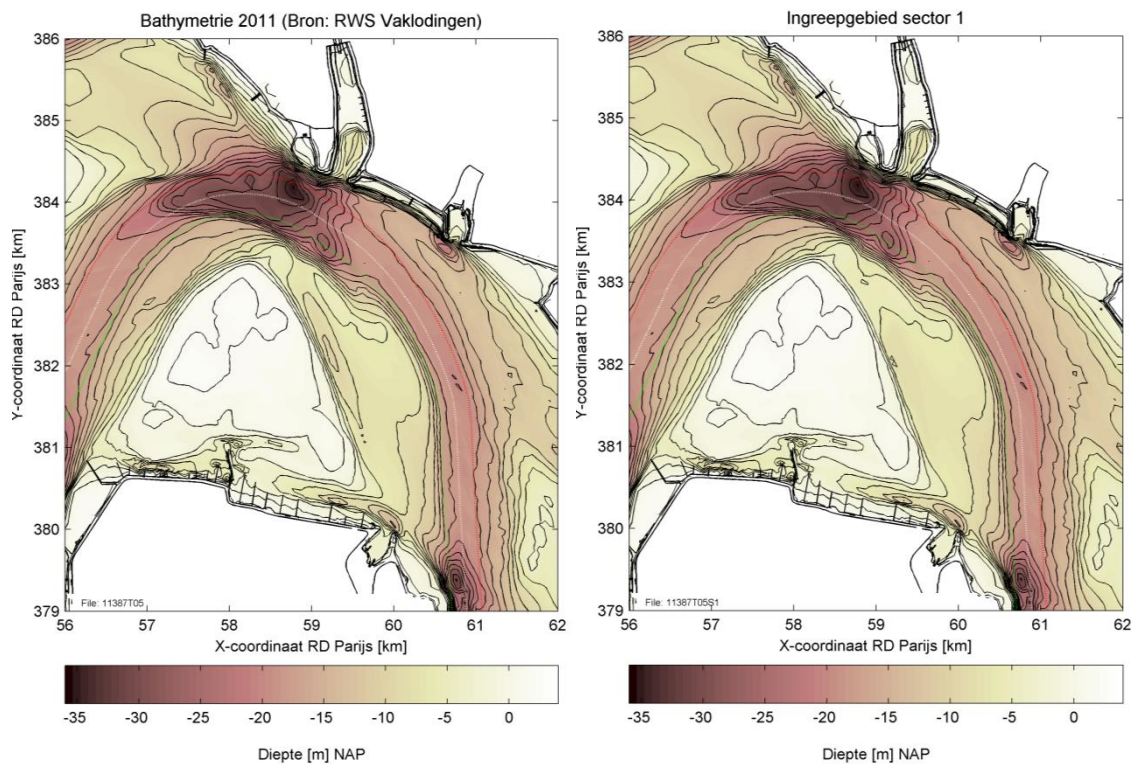 Bathymetrie 2011 (Bron: RWS Vaklodingen)
386
385
384
383
382
381
380
379
Y-coordinaat RD Parijs [km]
File: 11387T05
56 57 58 59 60 61 62
X-coordinaat RD Parijs [km]
-35 -30 -25 -20 -15 -10 -5 0
Diepte [m] NAP
Ingreepgebied sector 1
386
385
384
383
382
381
380
379
Y-coordinaat RD Parijs [km]
File: 11387T05S1
56 57 58 59 60 61 62
X-coordinaat RD Parijs [km]
-35 -30 -25 -20 -15 -10 -5 0
Diepte [m] NAP